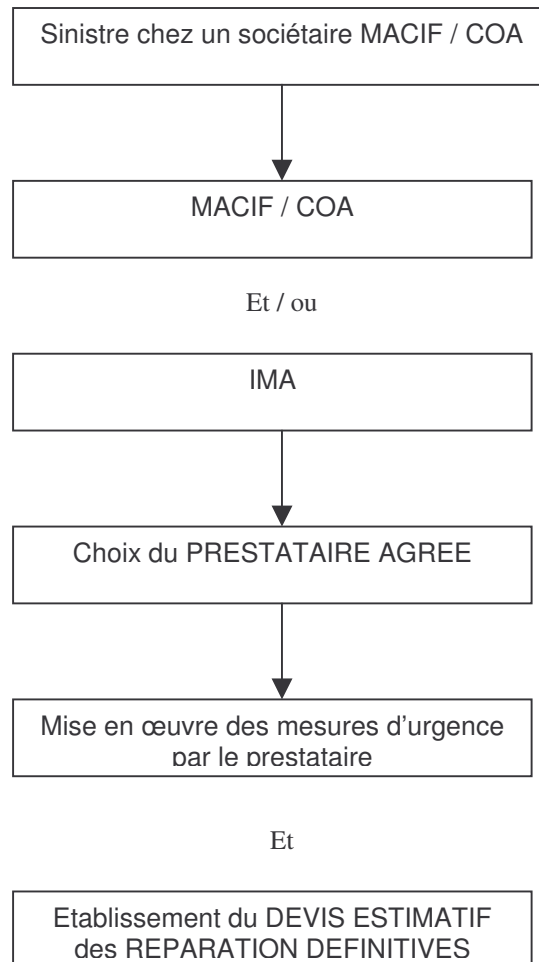 Sinistre chez un sociétaire MACIF / COA
MACIF / COA
Et / ou
IMA
Choix du PRESTATAIRE AGREE
Mise en œuvre des mesures d'urgence
par le prestataire
Et
Etablissement du DEVIS ESTIMATIF
des REPARATION DEFINITIVES